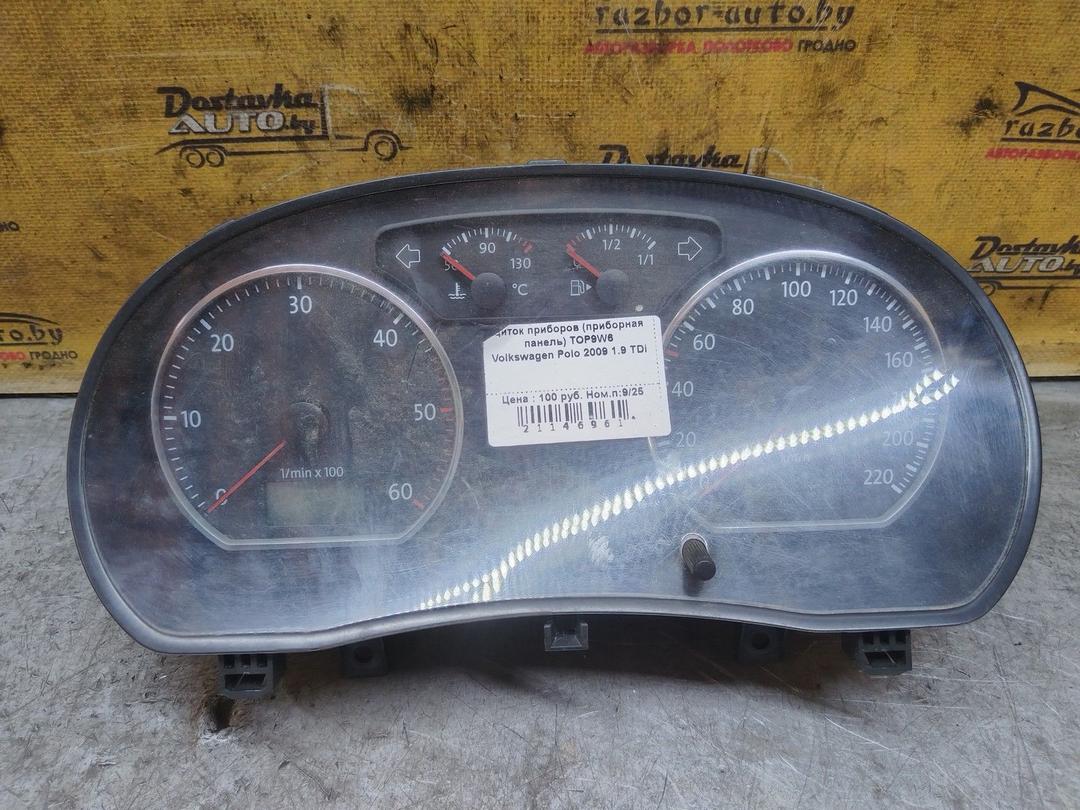 razbor-auto.by
АВТОРАЗБОРКА ПОЛОТКОВО ГРОДНО
Dostavka
AUTO.by
razbor
АВТОРАЗБОРКА
Dostavka
Dostavka
AUTO.by
uto.by
ГРОДНО
90
130
°C
1/2
1/1
0
10
20
30
40
50
60
1/min x 100
20
40
60
80
100
120
140
160
200
220
щиток приборов (приборная
панель) TOP9W6
Volkswagen Polo 2009 1.9 TDi
Цена : 100 руб. Ном.п:9/25
21146961